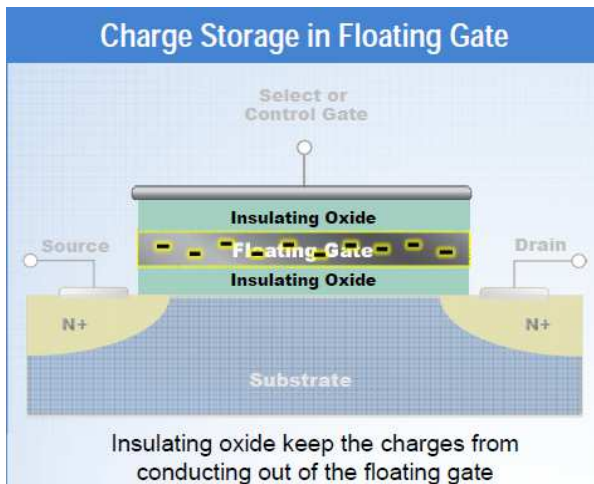 Charge Storage in Floating Gate
Select or
Control Gate
Insulating Oxide
Source
Floating Gate
Drain
Insulating Oxide
N+
N+
Substrate
Insulating oxide keep the charges from
conducting out of the floating gate